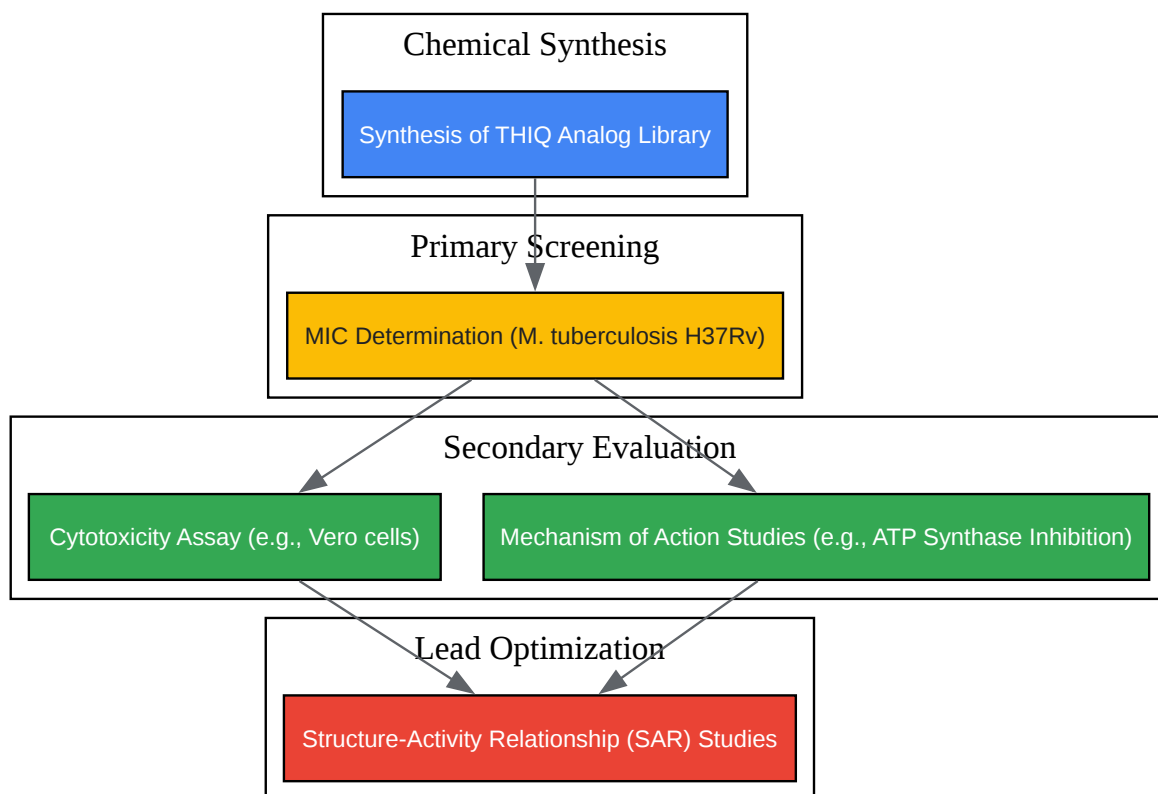 Chemical Synthesis
Synthesis of THIQ Analog Library
Primary Screening
MIC Determination (M. tuberculosis H37Rv)
Secondary Evaluation
Cytotoxicity Assay (e.g., Vero cells)
Mechanism of Action Studies (e.g., ATP Synthase Inhibition)
Lead Optimization
Structure-Activity Relationship (SAR) Studies